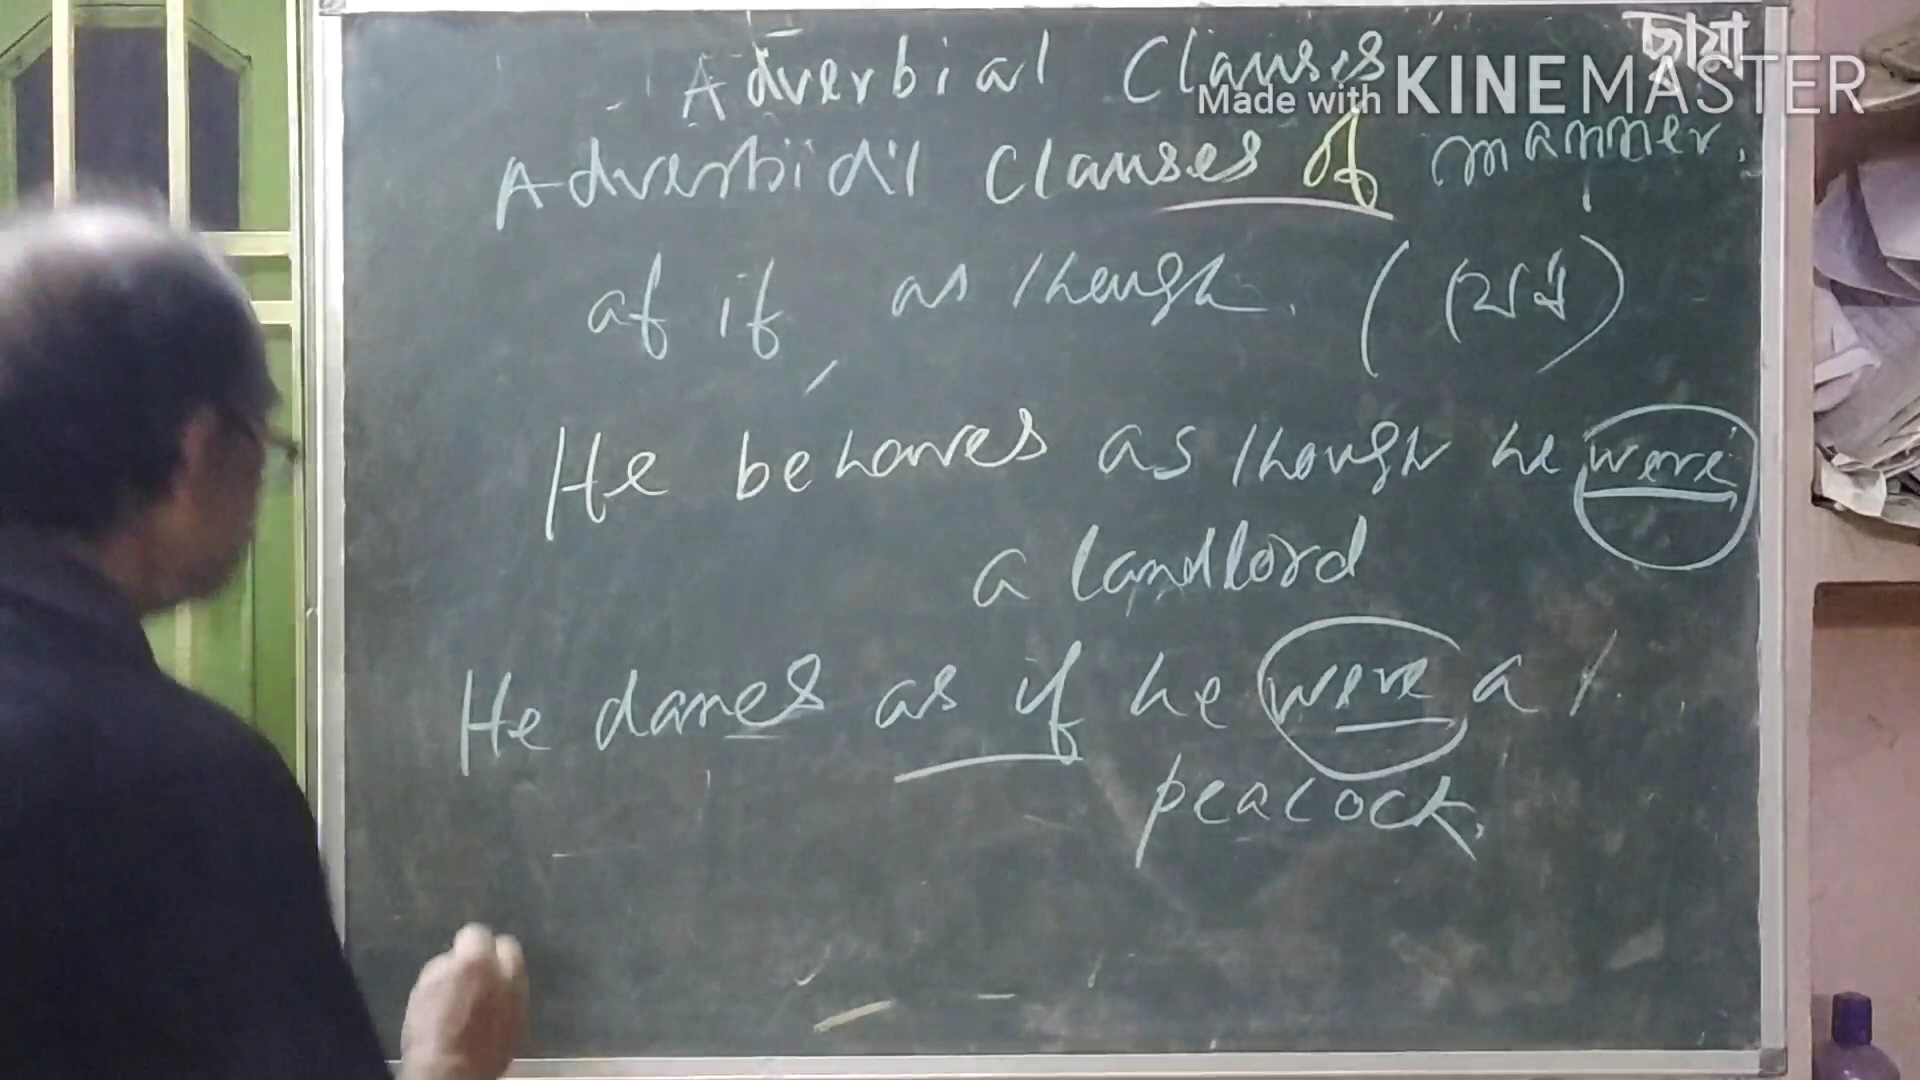 ছায়া
Adverbial Clauses
Made with KINEMASTER
Adverbial Clauses of manner.
as if, as though. (যেন)
He behaves as though he were
a landlord
He dances as if he were a
peacock.